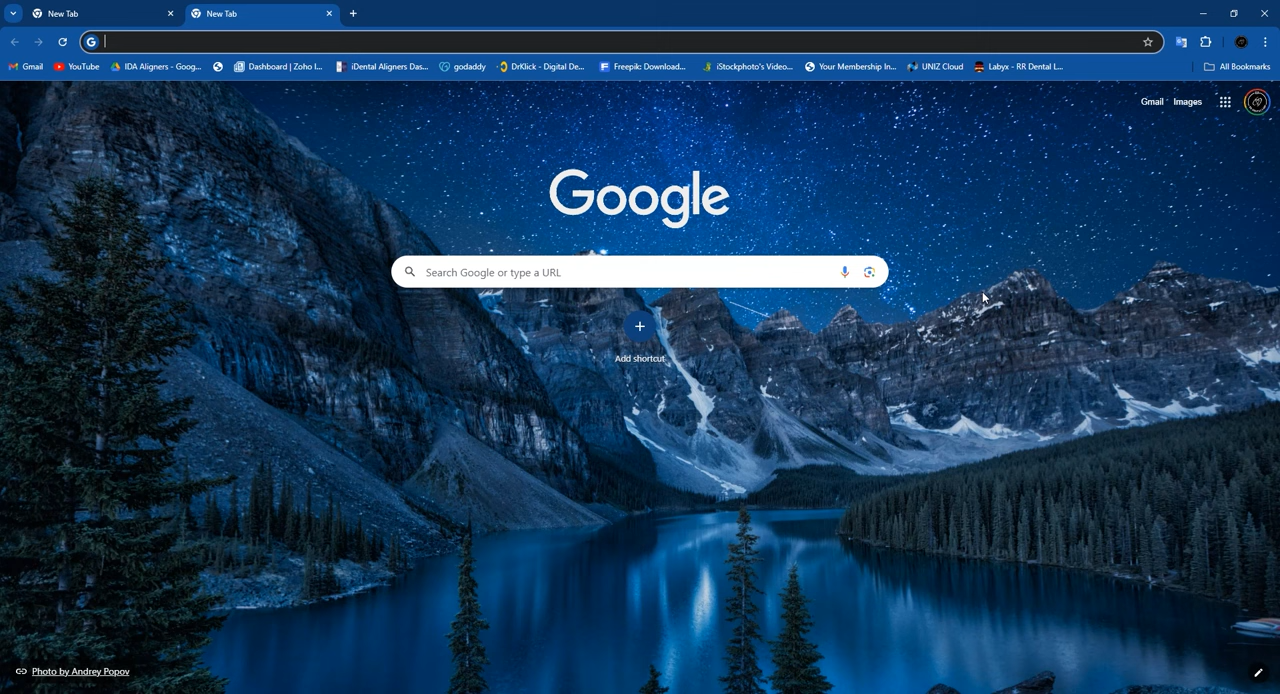 New Tab
New Tab
Gmail YouTube IDA Aligners - Goog... Dashboard | Zoho I... iDental Aligners Das... godaddy DrKlick - Digital De... Freepik: Download... iStockphoto's Video... Your Membership In... UNIZ Cloud Labyx - RR Dental L... All Bookmarks
Gmail Images
Google
Search Google or type a URL
Add shortcut
Photo by Andrey Popov